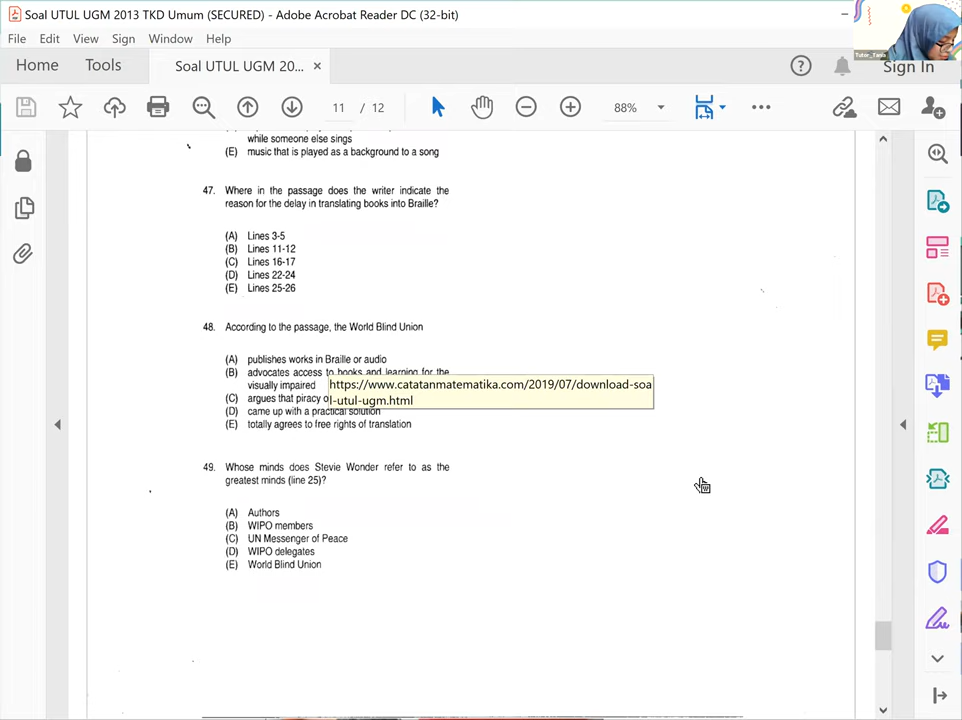 Soal UTUL UGM 2013 TKD Umum (SECURED) - Adobe Acrobat Reader DC (32-bit)
File Edit View Sign Window Help
Home Tools Soal UTUL UGM 20... ×
Sign In
11 / 12 88%
while someone else sings
(E) music that is played as a background to a song
47. Where in the passage does the writer indicate the
reason for the delay in translating books into Braille?
(A) Lines 3-5
(B) Lines 11-12
(C) Lines 16-17
(D) Lines 22-24
(E) Lines 25-26
48. According to the passage, the World Blind Union
(A) publishes works in Braille or audio
(B) advocates access to books and learning for the
visually impaired
https://www.catatanmatematika.com/2019/07/download-soa
l-utul-ugm.html
(C) argues that piracy o
(D) came up with a practical solution
(E) totally agrees to free rights of translation
49. Whose minds does Stevie Wonder refer to as the
greatest minds (line 25)?
(A) Authors
(B) WIPO members
(C) UN Messenger of Peace
(D) WIPO delegates
(E) World Blind Union